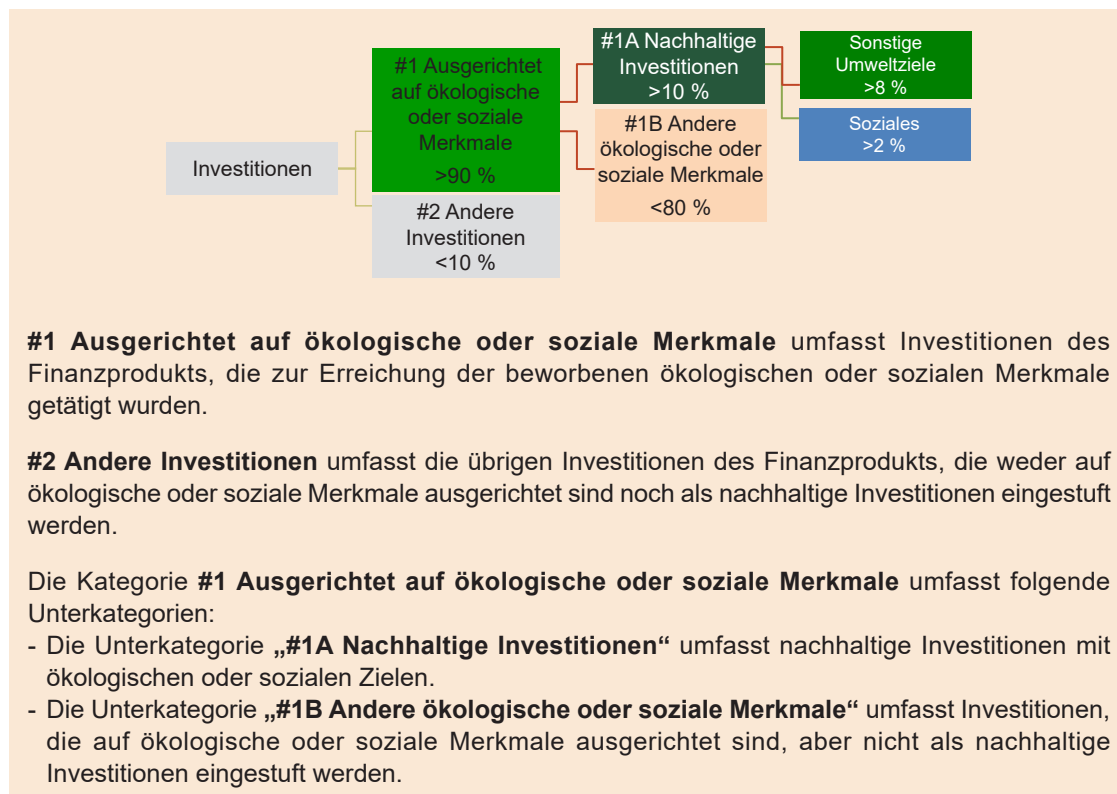 Investitionen
#1 Ausgerichtet
auf ökologische
oder soziale
Merkmale
>90 %
#2 Andere
Investitionen
<10 %
#1A Nachhaltige
Investitionen
>10 %
#1B Andere
ökologische oder
soziale Merkmale
<80 %
Sonstige
Umweltziele
>8 %
Soziales
>2 %
#1 Ausgerichtet auf ökologische oder soziale Merkmale umfasst Investitionen des
Finanzprodukts, die zur Erreichung der beworbenen ökologischen oder sozialen Merkmale
getätigt wurden.
#2 Andere Investitionen umfasst die übrigen Investitionen des Finanzprodukts, die weder auf
ökologische oder soziale Merkmale ausgerichtet sind noch als nachhaltige Investitionen eingestuft
werden.
Die Kategorie #1 Ausgerichtet auf ökologische oder soziale Merkmale umfasst folgende
Unterkategorien:
- Die Unterkategorie „#1A Nachhaltige Investitionen“ umfasst nachhaltige Investitionen mit
ökologischen oder sozialen Zielen.
- Die Unterkategorie „#1B Andere ökologische oder soziale Merkmale“ umfasst Investitionen,
die auf ökologische oder soziale Merkmale ausgerichtet sind, aber nicht als nachhaltige
Investitionen eingestuft werden.